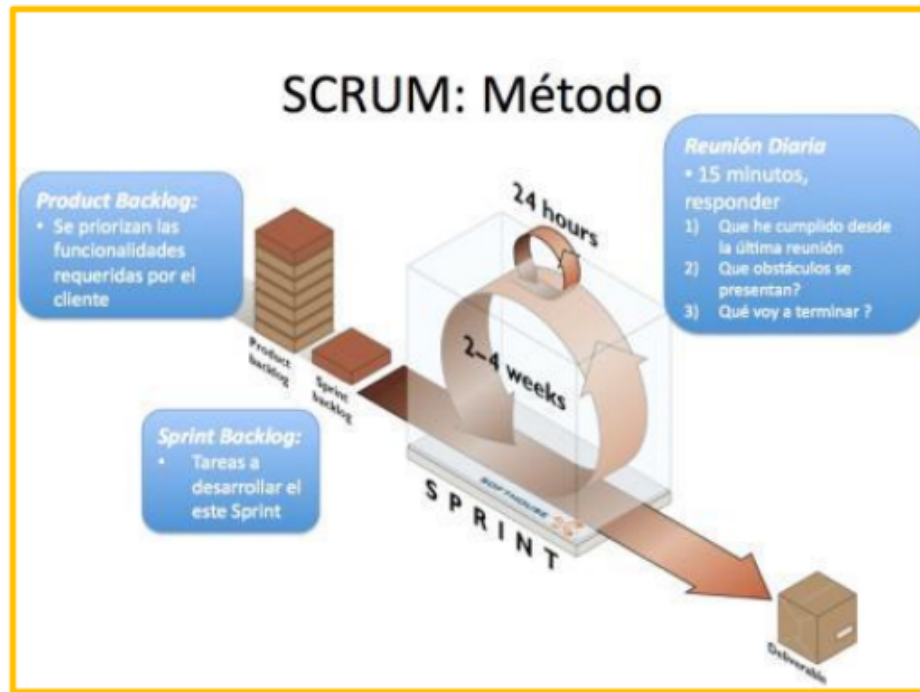 SCRUM: Método
Product Backlog:
• Se priorizan las
funcionalidades
requeridas por el
cliente
Reunión Diaria
• 15 minutos,
responder
1) Que he cumplido desde
la última reunión
2) Que obstáculos se
presentan?
3) Qué voy a terminar ?
24 hours
2–4 weeks
Product
backlog
Sprint
backlog
Sprint Backlog:
• Tareas a
desarrollar el
este Sprint
SOFTHOUSE
SPRINT
Deliverable